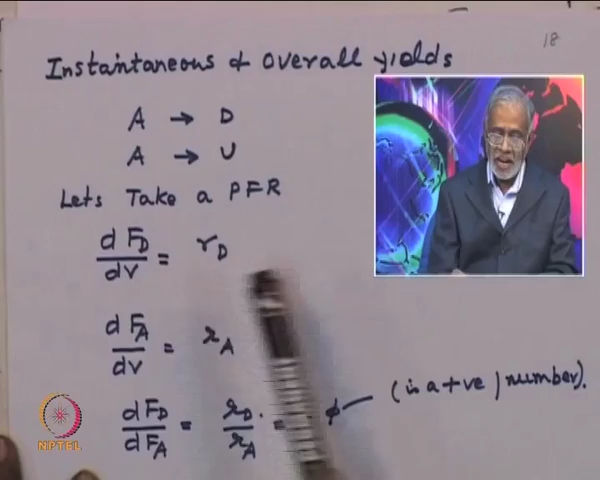 18
Instaintaneous & Overall yields
A → D
A → U
Lets Take a PFR
dF_D/dv = r_D
dF_A/dv = r_A
dF_D/dF_A = r_D/r_A = φ — (is a +ve number).
NPTEL